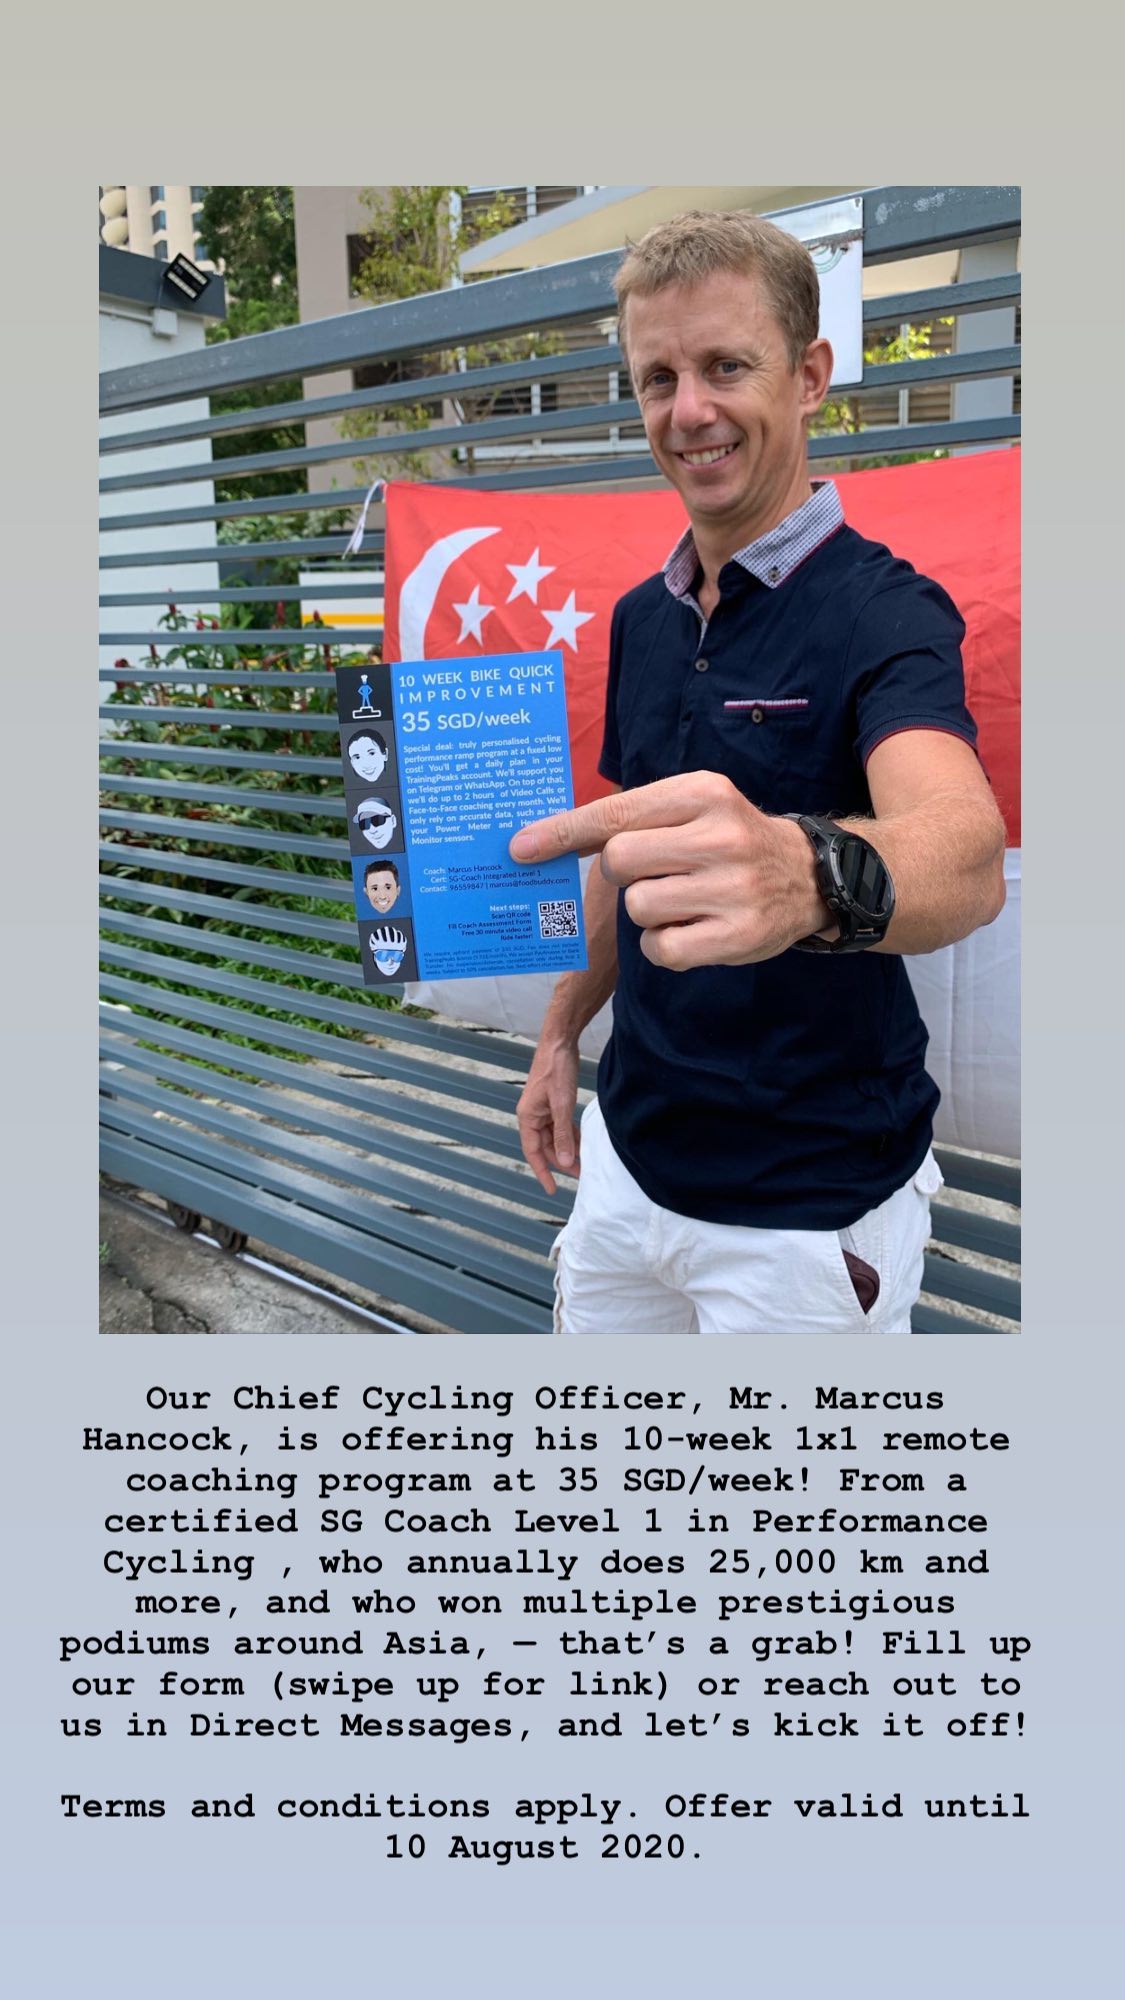 10 WEEK BIKE QUICK
IMPROVEMENT
35 SGD/week
Special deal: truly personalised cycling
performance ramp program at a fixed low
cost! You'll get a daily plan in your
TrainingPeaks account. We'll support you
on Telegram or WhatsApp. On top of that,
we'll do up to 2 hours of Video Calls or
Face-to-Face coaching every month. We'll
only rely on accurate data, such as from
your Power Meter and
Monitor sensors.
Coach: Marcus Hancock
Cert: SG-Coach Integrated Level 1
Contact: 96559847 | marcus@foodbuddy.com
Next steps:
Scan QR code
Fill Coach Assessment Form
Free 30 minute video call
Ride faster!
Our Chief Cycling Officer, Mr. Marcus
Hancock, is offering his 10-week 1x1 remote
coaching program at 35 SGD/week! From a
certified SG Coach Level 1 in Performance
Cycling , who annually does 25,000 km and
more, and who won multiple prestigious
podiums around Asia, — that's a grab! Fill up
our form (swipe up for link) or reach out to
us in Direct Messages, and let's kick it off!
Terms and conditions apply. Offer valid until
10 August 2020.